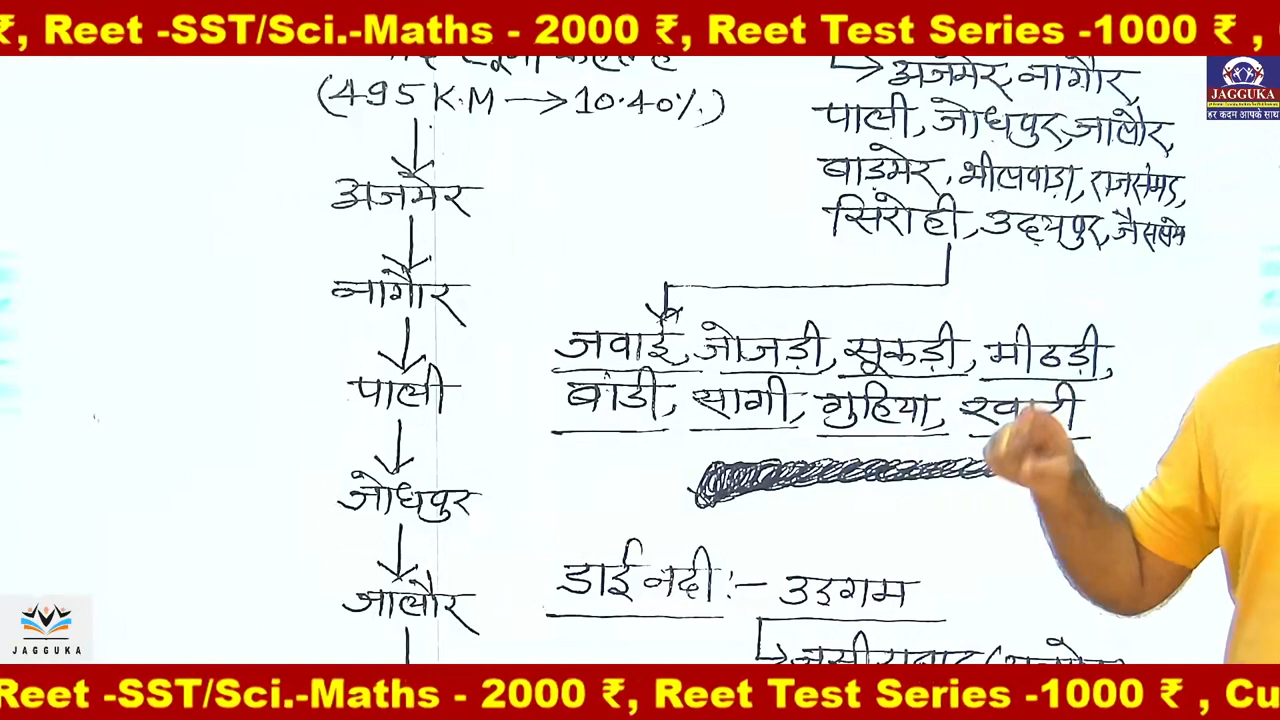 ₹, Reet -SST/Sci.-Maths - 2000 ₹, Reet Test Series -1000 ₹ ,
(495 K.M → 10.40%)
अजमेर
नागौर
पाली
जोधपुर
जालौर
अजमेर, नागौर,
पाली, जोधपुर, जालौर,
बाड़मेर, भीलवाड़ा, राजसमंद,
सिरोही, उदयपुर,
जवाई, जोजड़ी, सूकड़ी, मीठड़ी,
बांडी, सागी, गुहिया,
डाई नदी :- उद्गम
JAGGUKA
हर कदम आपके साथ
JAGGUKA
Reet -SST/Sci.-Maths - 2000 ₹, Reet Test Series -1000 ₹ , Cu